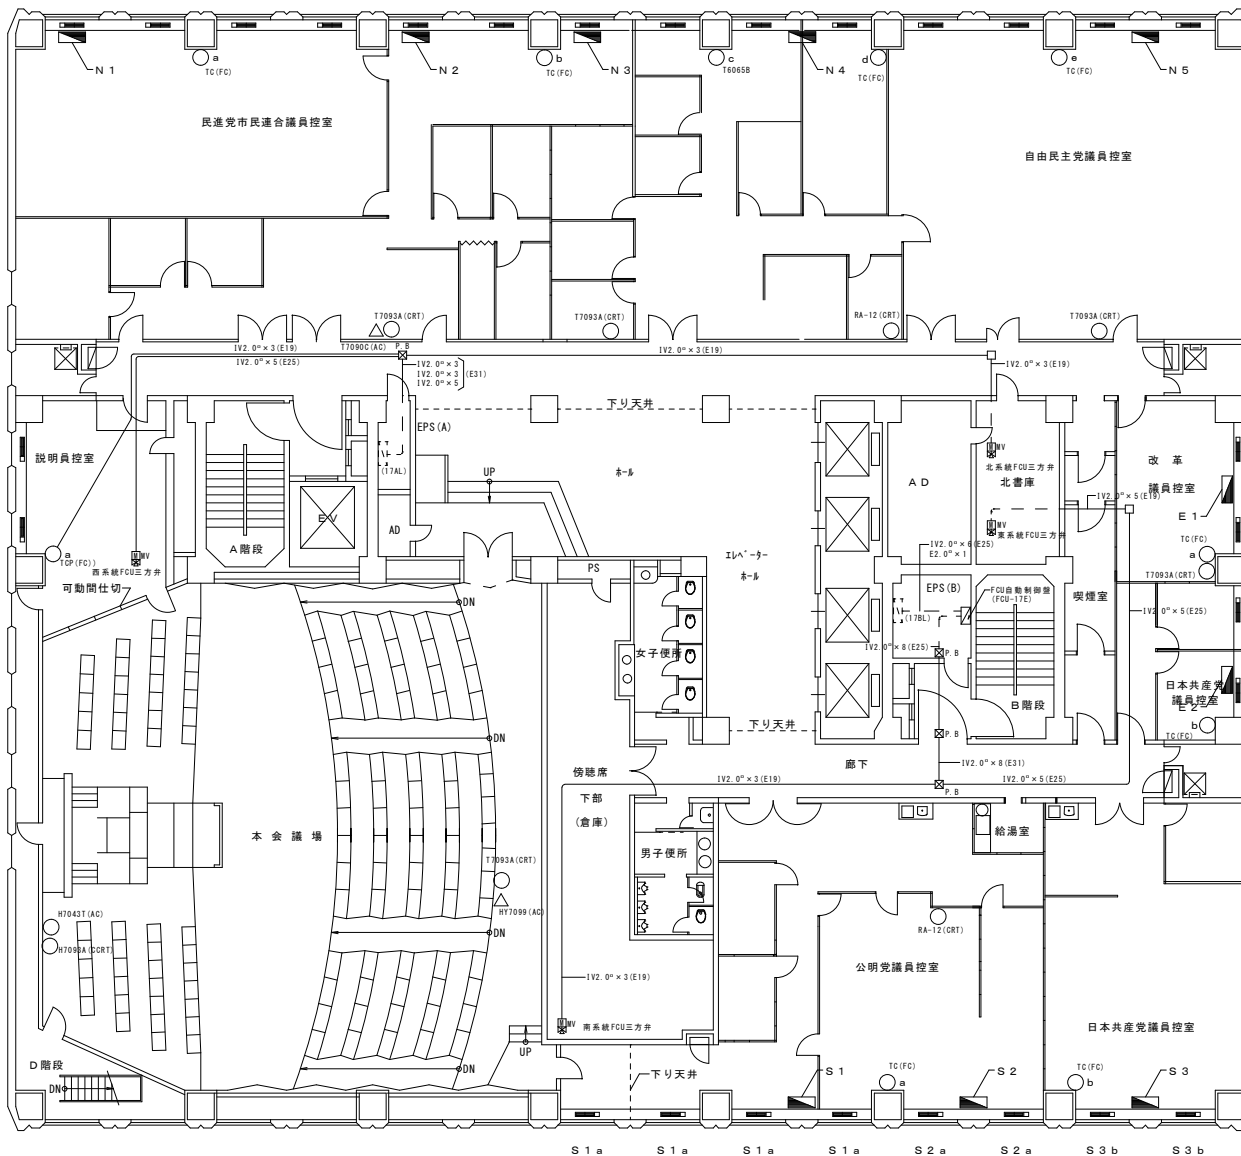 N1
a
TC(FC)
N2
b
TC(FC)
N3
c
T6065B
N4
d
TC(FC)
e
TC(FC)
N5
民進党市民連合議員控室
自由民主党議員控室
T7093A(CRT)
T7090C(AC)
P.B
T7093A(CRT)
RA-12(CRT)
T7093A(CRT)
IV2.0□×3(E19)
IV2.0□×5(E25)
IV2.0□×3
IV2.0□×3(E31)
IV2.0□×5
IV2.0□×3(E19)
IV2.0□×3(E19)
下り天井
EPS(A)
説明員控室
(17AL)
UP
ホール
AD
MV
北系統FCU三方弁
北書庫
改革
議員控室
IV2.0□×5(E19)
E1
EV
AD
A階段
MV
東系統FCU三方弁
IV2.0□×6(E25)
E2.0□×1
エレベーター
ホール
a
TCP(FC))
MV
西系統FCU三方弁
可動間仕切
PS
TC(FC)
a
T7093A(CRT)
EPS(B)
FCU自動制御盤
(FCU-17E)
(17BL)
喫煙室
DN
IV2.0□×5(E25)
IV2.0□×8(E25)
P.B
女子便所
B階段
日本共産党
議員控室
E2
b
TC(FC)
下り天井
P.B
DN
傍聴席
下部
(倉庫)
廊下
IV2.0□×3(E19)
IV2.0□×8(E31)
IV2.0□×5(E25)
P.B
本会議場
男子便所
給湯室
T7093A(CRT)
HY7099(AC)
H7043T(AC)
H7093A(CCRT)
RA-12(CRT)
DN
公明党議員控室
IV2.0□×3(E19)
MV
南系統FCU三方弁
日本共産党議員控室
UP
D階段
DN
DN
下り天井
S1
TC(FC)
a
S2
TC(FC)
b
S3
S1a
S1a
S1a
S1a
S2a
S2a
S3b
S3b